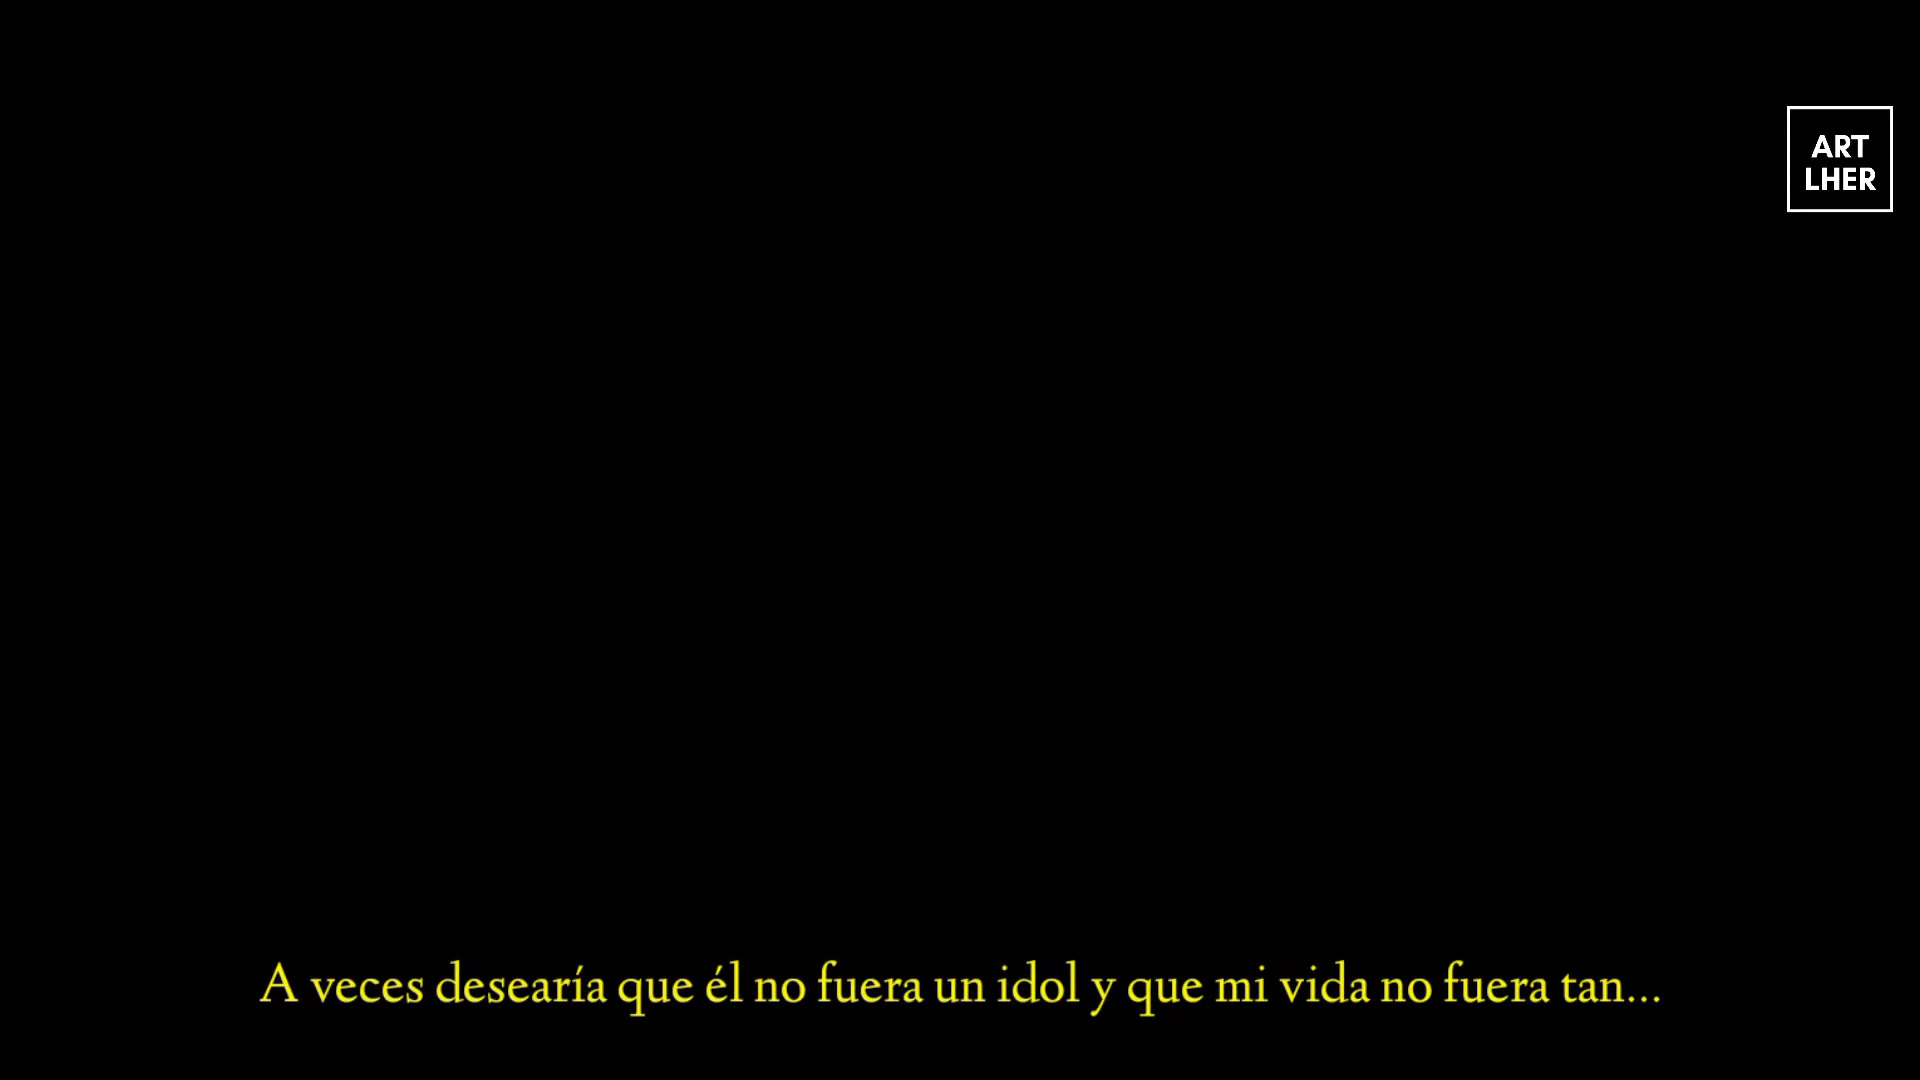 ART
LHER
A veces desearía que él no fuera un idol y que mi vida no fuera tan...